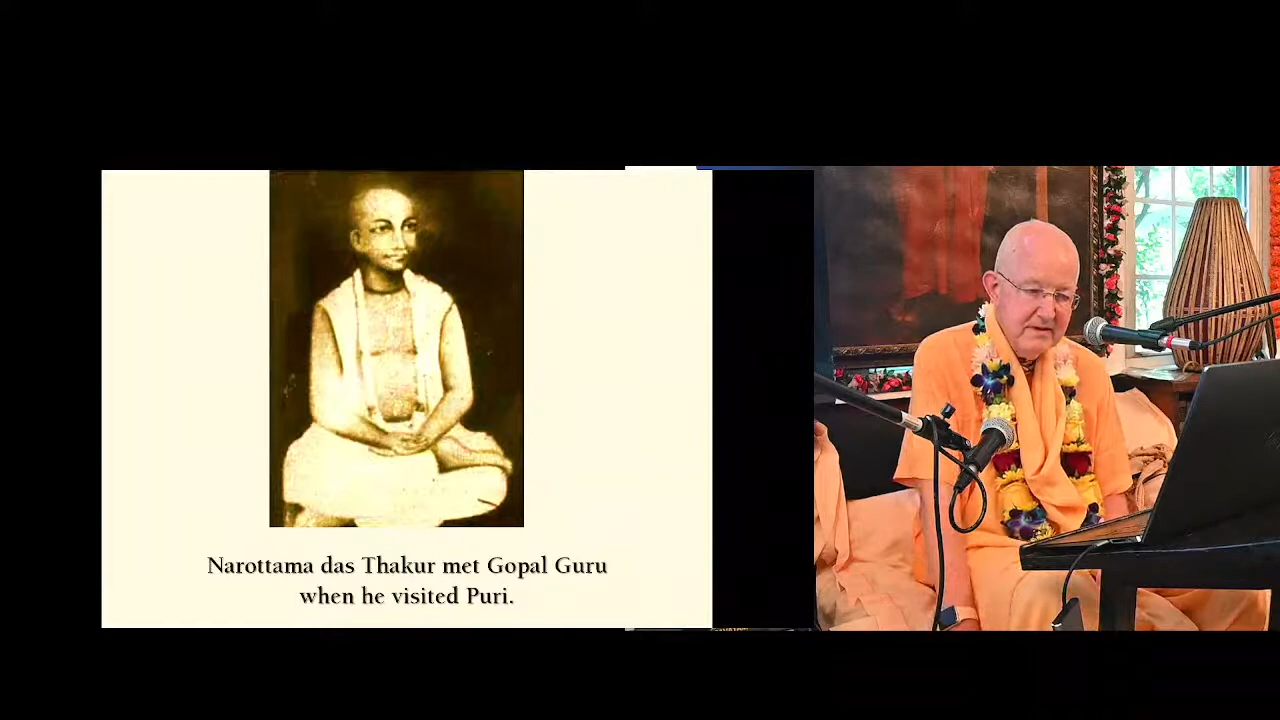 Narottama das Thakur met Gopal Guru
when he visited Puri.